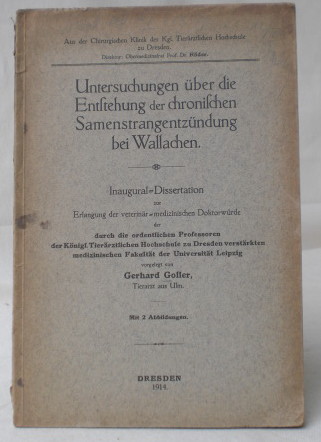 Aus der Chirurgischen Klinik der Kgl. Tierärztlichen Hochschule
zu Dresden.
Direktor: Obermedizinalrat Prof. Dr. Röder.
Untersuchungen über die
Entstehung der chronischen
Samenstrangentzündung
bei Wallachen.
Inaugural-Dissertation
zur
Erlangung der veterinär-medizinischen Doktorwürde
der
durch die ordentlichen Professoren
der Königl. Tierärztlichen Hochschule zu Dresden verstärkten
medizinischen Fakultät der Universität Leipzig
vorgelegt von
Gerhard Goller,
Tierarzt aus Ulm.
Mit 2 Abbildungen.
DRESDEN
1914.